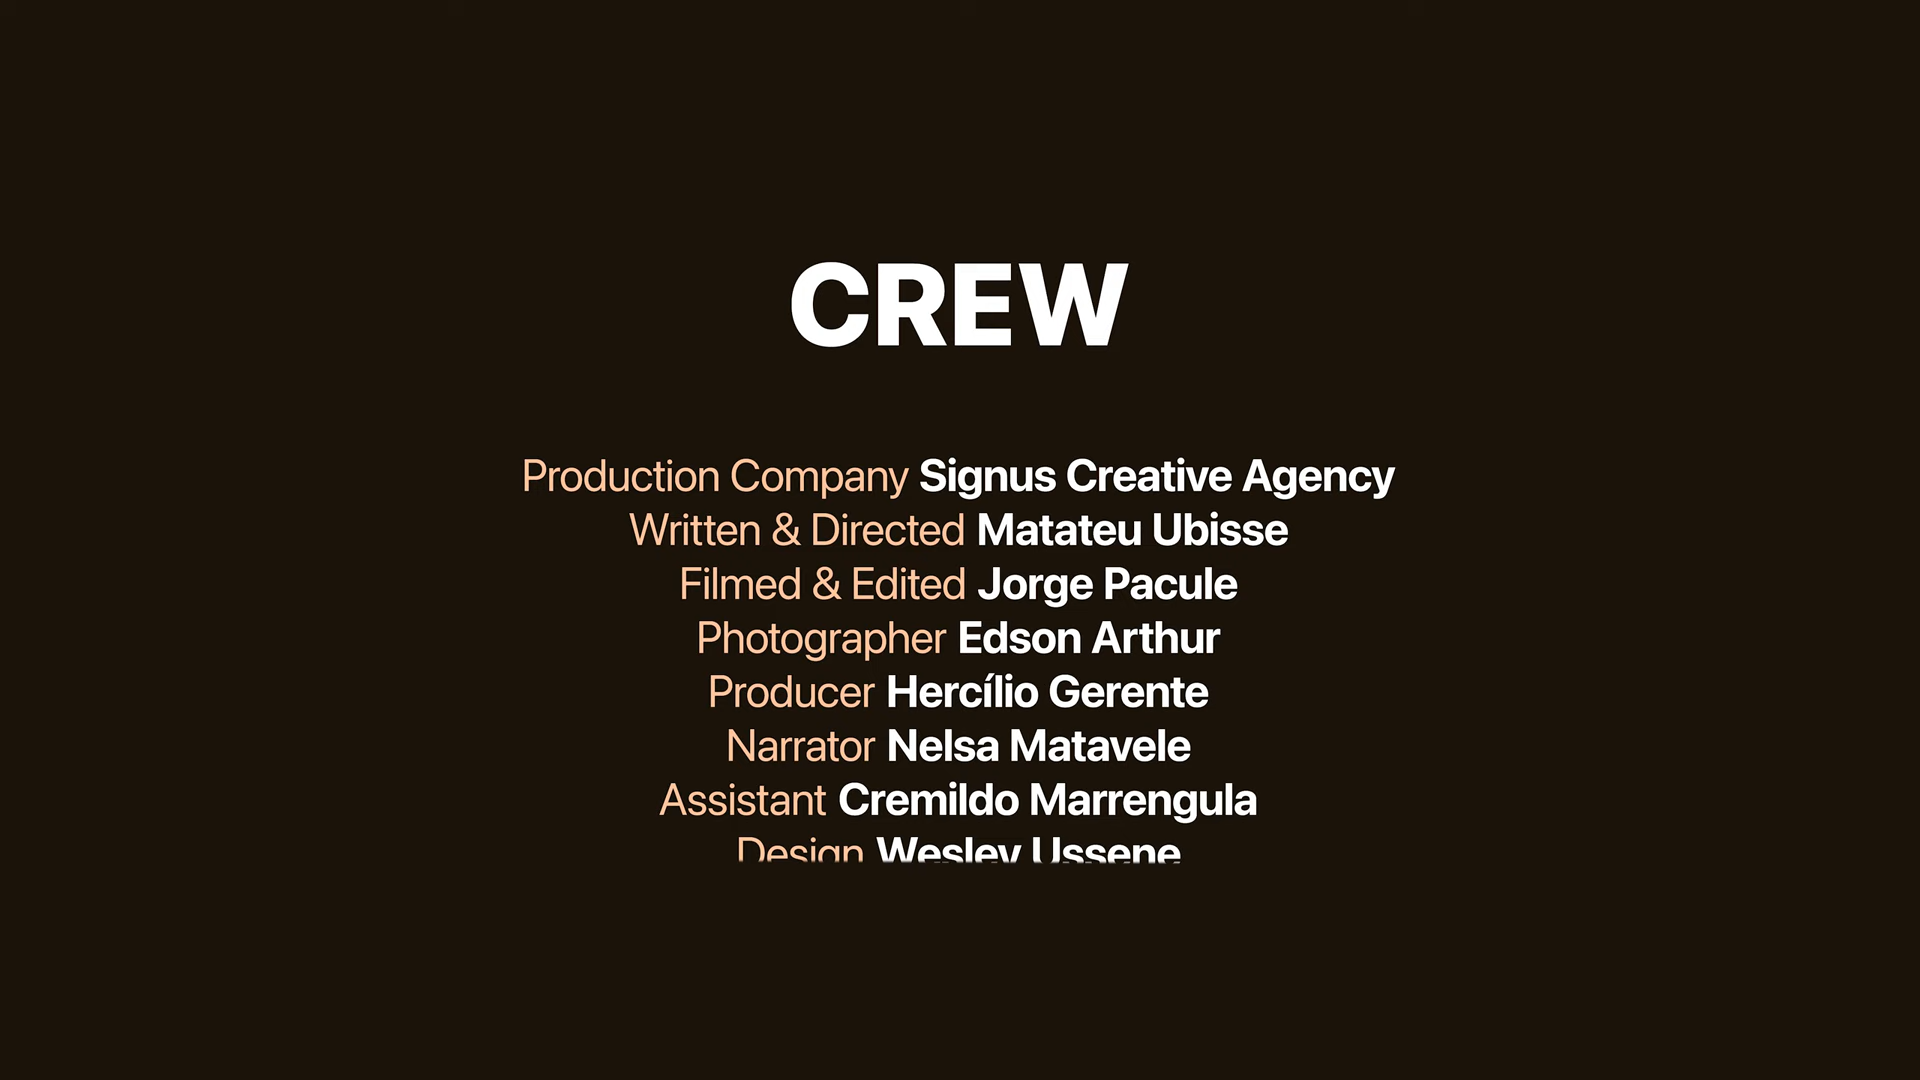 CREW
Production Company Signus Creative Agency
Written & Directed Matateu Ubisse
Filmed & Edited Jorge Pacule
Photographer Edson Arthur
Producer Hercílio Gerente
Narrator Nelsa Matavele
Assistant Cremildo Marrengula
Design Wesley Ussene